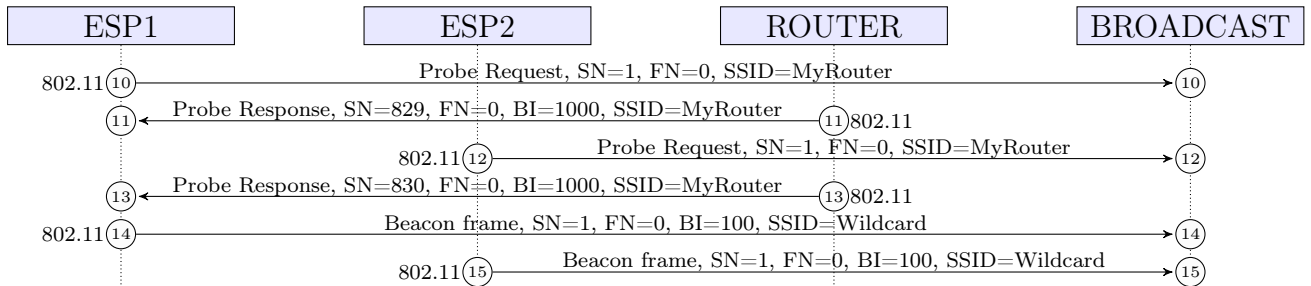 ESP1 ESP2 ROUTER BROADCAST
802.11 10 Probe Request, SN=1, FN=0, SSID=MyRouter 10
11 Probe Response, SN=829, FN=0, BI=1000, SSID=MyRouter 11 802.11
802.11 12 Probe Request, SN=1, FN=0, SSID=MyRouter 12
13 Probe Response, SN=830, FN=0, BI=1000, SSID=MyRouter 13 802.11
802.11 14 Beacon frame, SN=1, FN=0, BI=100, SSID=Wildcard 14
802.11 15 Beacon frame, SN=1, FN=0, BI=100, SSID=Wildcard 15